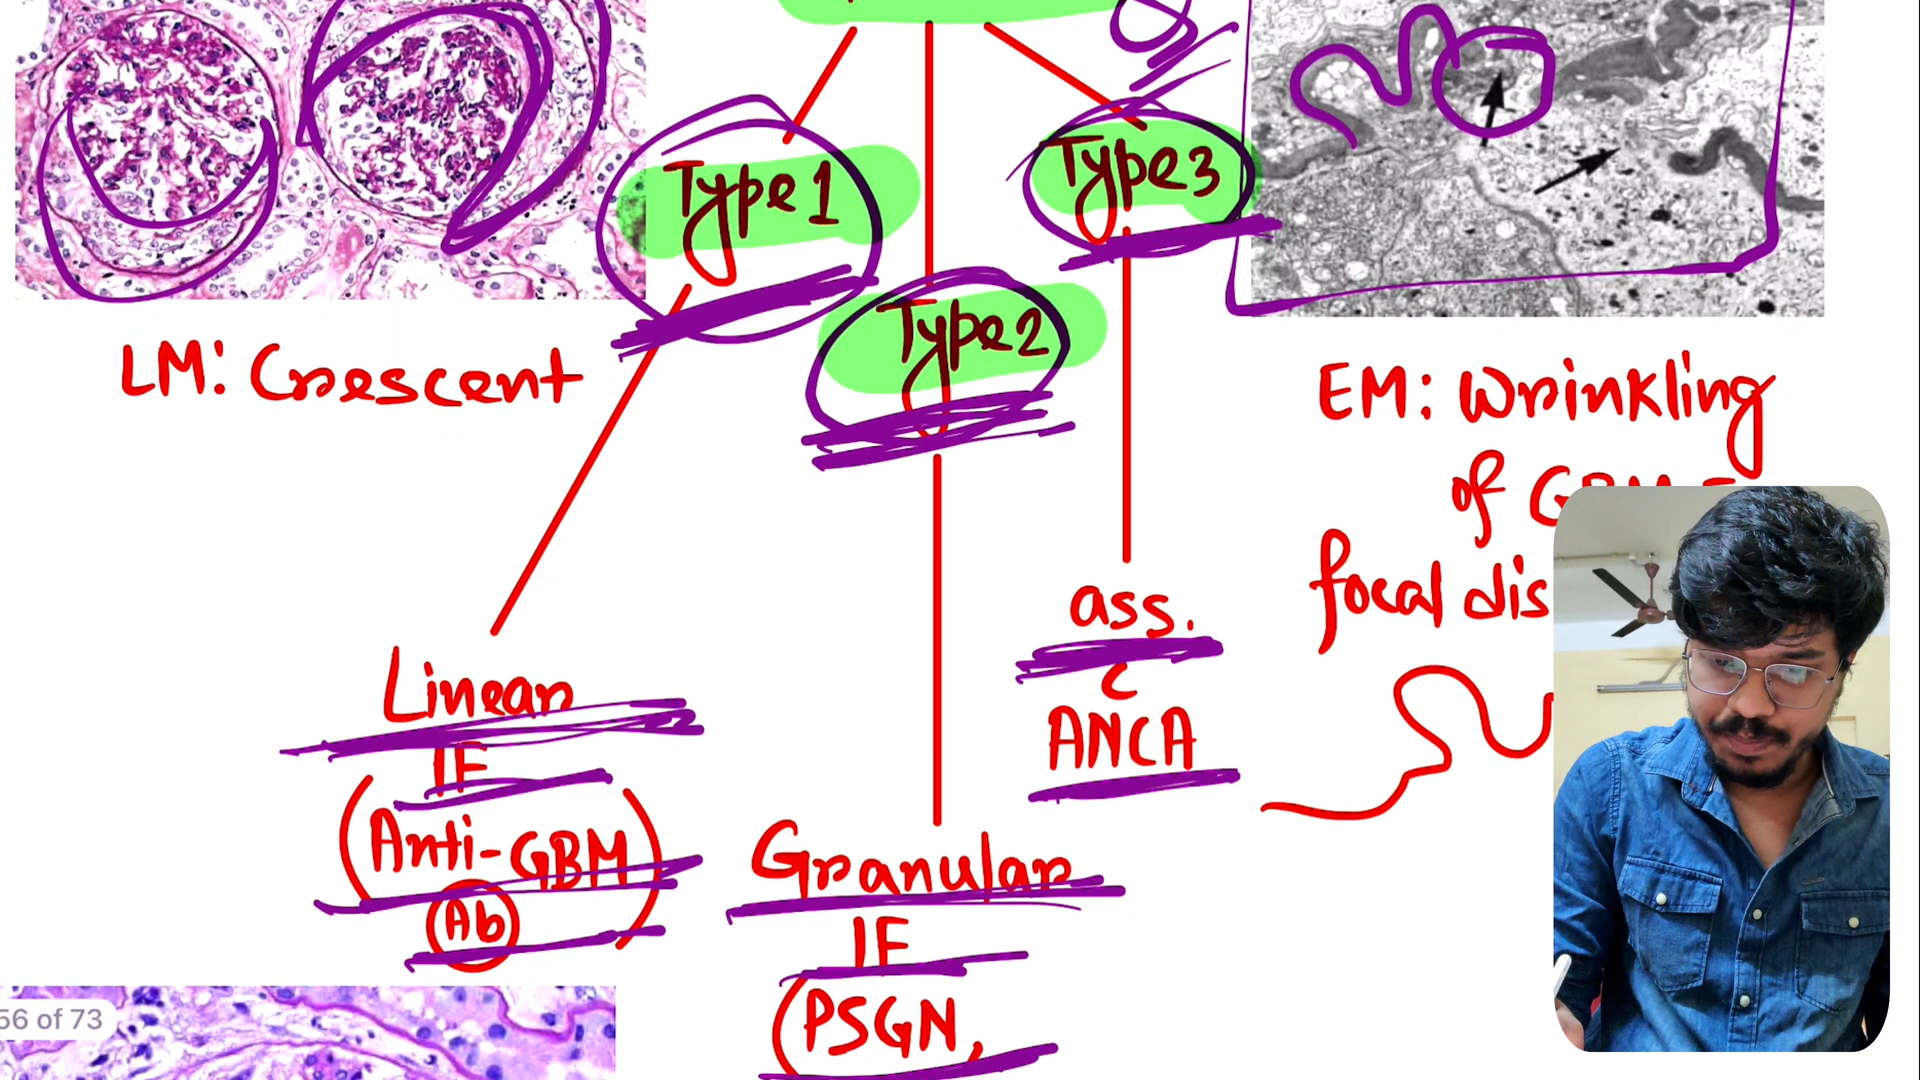 Type 1
Type 3
Type 2
LM: Crescent
EM: Wrinkling
of GBM
focal dis
ass.
c
ANCA
Linear
IF
(Anti-GBM
Ab)
Granular
IF
(PSGN,
56 of 73